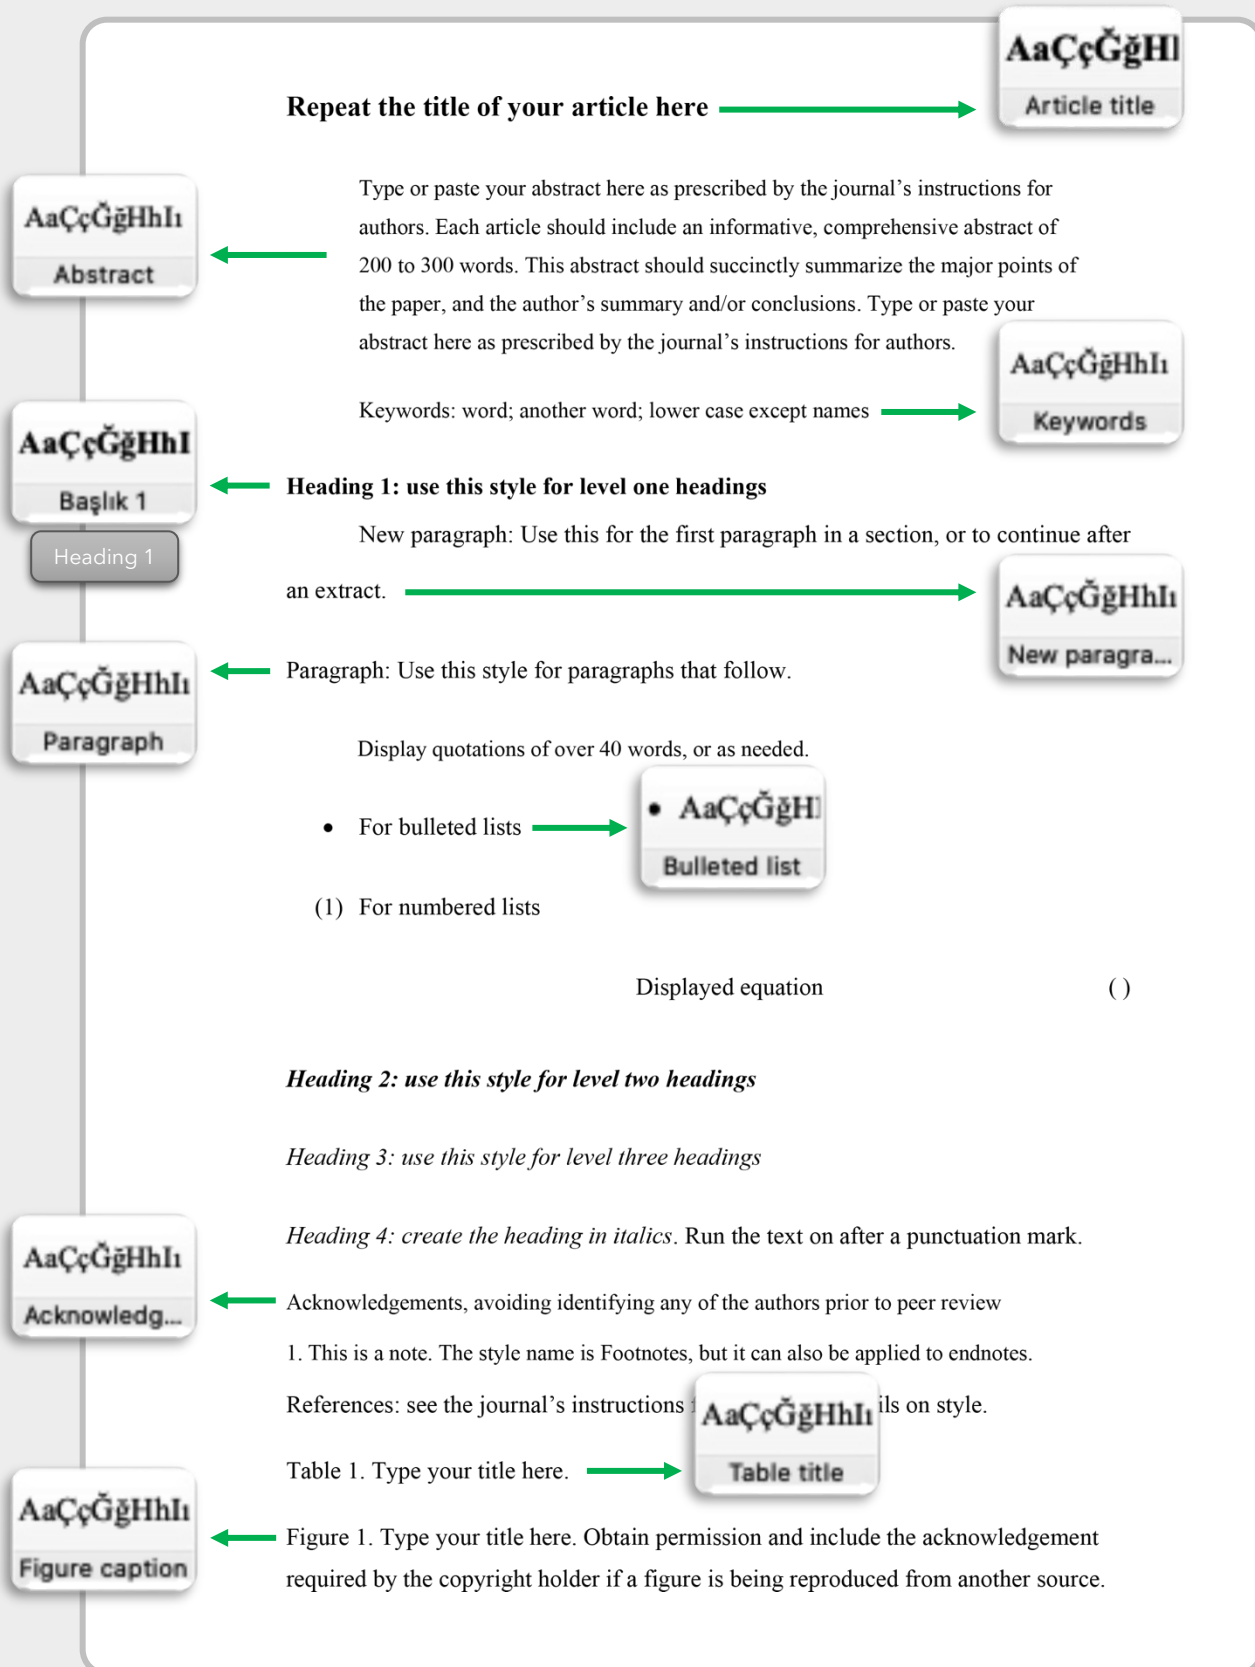 AaÇçĞğH
Repeat the title of your article here
Article title
Type or paste your abstract here as prescribed by the journal's instructions for
AaÇçĞğHhIı
authors. Each article should include an informative, comprehensive abstract of
Abstract
200 to 300 words. This abstract should succinctly summarize the major points of
the paper, and the author's summary and/or conclusions. Type or paste your
abstract here as prescribed by the journal's instructions for authors.
AaÇçĞğHhIı
Keywords: word; another word; lower case except names
Keywords
AaÇçĞğHhI
Başlık 1
Heading 1: use this style for level one headings
New paragraph: Use this for the first paragraph in a section, or to continue after
Heading 1
an extract.
AaÇçĞğHhIı
New paragra...
Paragraph: Use this style for paragraphs that follow.
AaÇçĞğHhIı
Paragraph
Display quotations of over 40 words, or as needed.
• AaÇçĞğH
• For bulleted lists
Bulleted list
(1) For numbered lists
Displayed equation ( )
Heading 2: use this style for level two headings
Heading 3: use this style for level three headings
Heading 4: create the heading in italics. Run the text on after a punctuation mark.
AaÇçĞğHhIı
Acknowledgements, avoiding identifying any of the authors prior to peer review
Acknowledg...
1. This is a note. The style name is Footnotes, but it can also be applied to endnotes.
References: see the journal's instructions ils on style.
AaÇçĞğHhIı
Table 1. Type your title here.
Table title
AaÇçĞğHhIı
Figure 1. Type your title here. Obtain permission and include the acknowledgement
Figure caption
required by the copyright holder if a figure is being reproduced from another source.